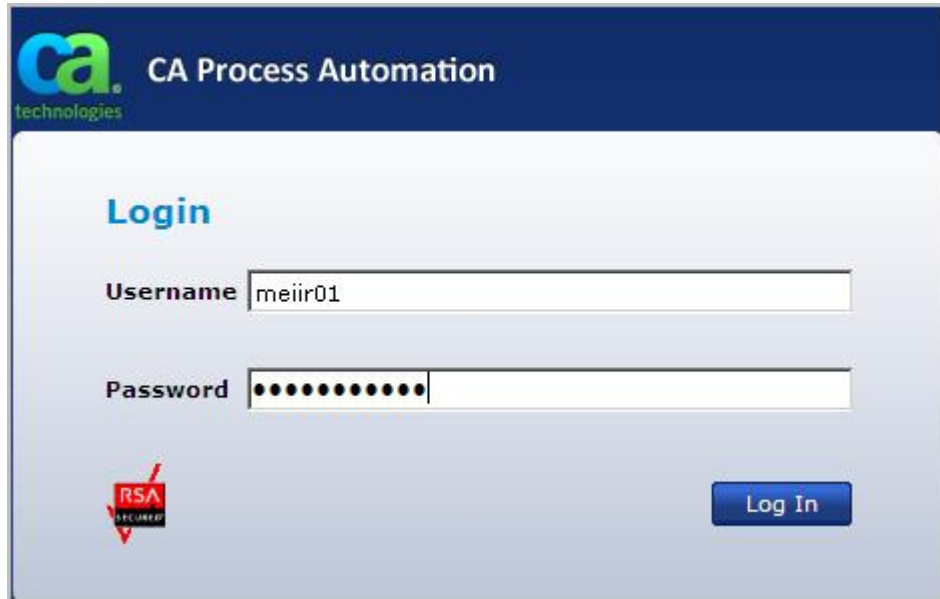 ca.
technologies
CA Process Automation
Login
Username meiir01
Password •••••••••••
RSA
SECURED
Log In